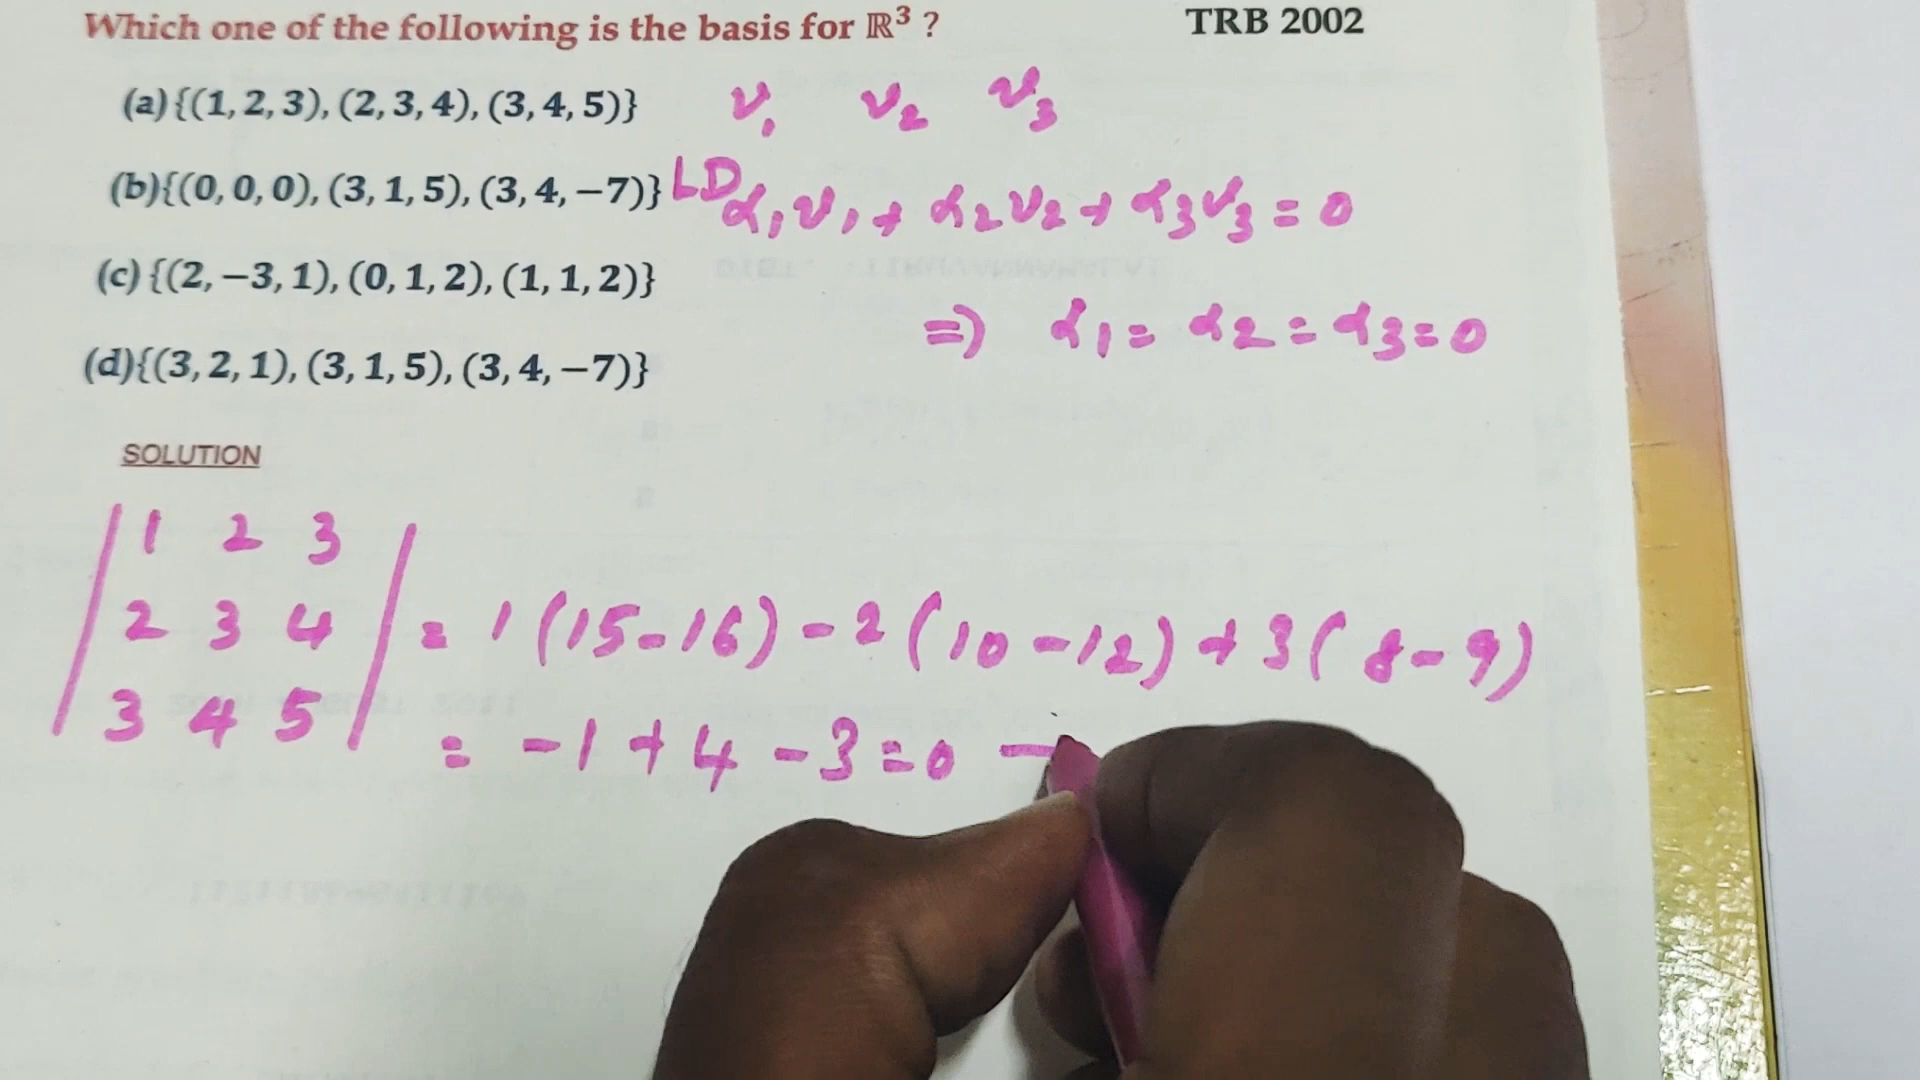 Which one of the following is the basis for ℝ³ ? TRB 2002
(a) {(1, 2, 3), (2, 3, 4), (3, 4, 5)} v₁ v₂ v₃
(b){(0, 0, 0), (3, 1, 5), (3, 4, −7)} LD α₁v₁ + α₂v₂ + α₃v₃ = 0
(c) {(2, −3, 1), (0, 1, 2), (1, 1, 2)}
⇒ α₁ = α₂ = α₃ = 0
(d){(3, 2, 1), (3, 1, 5), (3, 4, −7)}
SOLUTION
| 1 2 3 |
| 2 3 4 | = 1 (15 - 16) - 2 (10 - 12) + 3 ( 8 - 9)
| 3 4 5 |
= -1 + 4 - 3 = 0 —